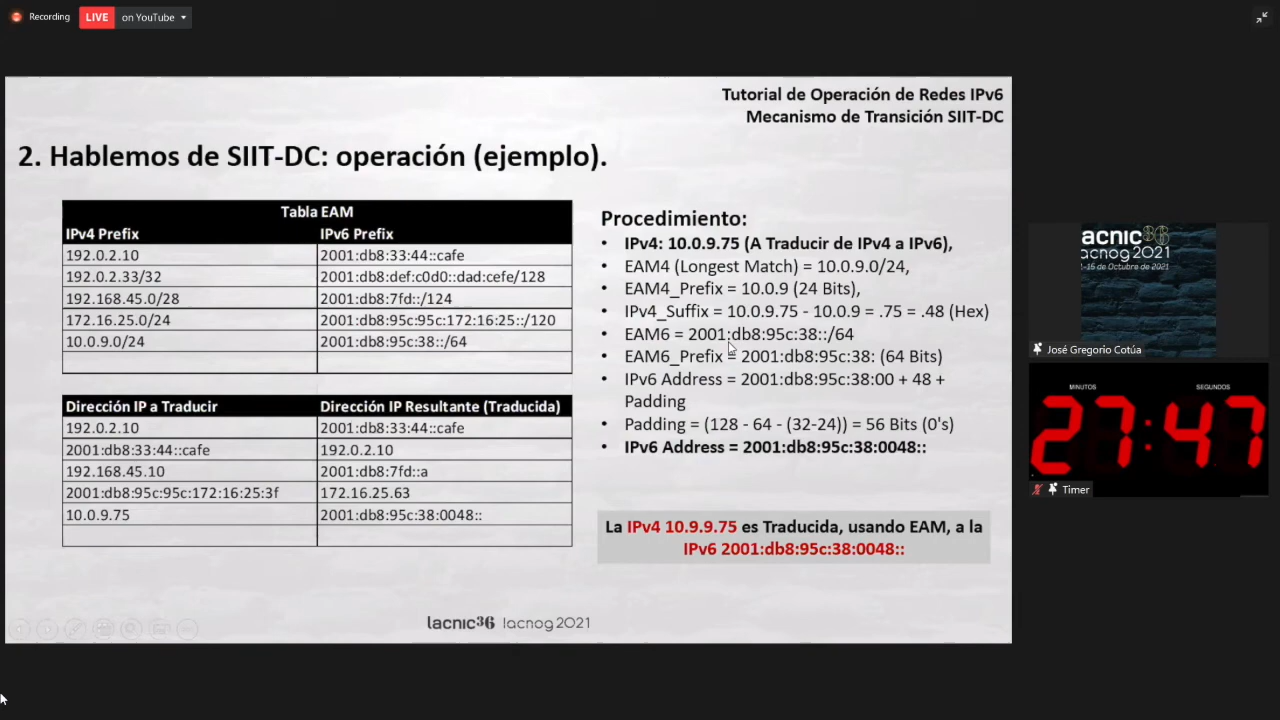 Recording
LIVE on YouTube
Tutorial de Operación de Redes IPv6
Mecanismo de Transición SIIT-DC
2. Hablemos de SIIT-DC: operación (ejemplo).
Tabla EAM
IPv4 Prefix IPv6 Prefix
192.0.2.10 2001:db8:33:44::cafe
192.0.2.33/32 2001:db8:def:c0d0::dad:cefe/128
192.168.45.0/28 2001:db8:7fd::/124
172.16.25.0/24 2001:db8:95c:95c:172:16:25::/120
10.0.9.0/24 2001:db8:95c:38::/64
Dirección IP a Traducir Dirección IP Resultante (Traducida)
192.0.2.10 2001:db8:33:44::cafe
2001:db8:33:44::cafe 192.0.2.10
192.168.45.10 2001:db8:7fd::a
2001:db8:95c:95c:172:16:25:3f 172.16.25.63
10.0.9.75 2001:db8:95c:38:0048::
Procedimiento:
• IPv4: 10.0.9.75 (A Traducir de IPv4 a IPv6),
• EAM4 (Longest Match) = 10.0.9.0/24,
• EAM4_Prefix = 10.0.9 (24 Bits),
• IPv4_Suffix = 10.0.9.75 - 10.0.9 = .75 = .48 (Hex)
• EAM6 = 2001:db8:95c:38::/64
• EAM6_Prefix = 2001:db8:95c:38: (64 Bits)
• IPv6 Address = 2001:db8:95c:38:00 + 48 +
Padding
• Padding = (128 - 64 - (32-24)) = 56 Bits (0's)
• IPv6 Address = 2001:db8:95c:38:0048::
La IPv4 10.9.9.75 es Traducida, usando EAM, a la
IPv6 2001:db8:95c:38:0048::
lacnic36 lacnog2021
acnic36
acnog2021
1-15 de Octubre de 2021
José Gregorio Cotúa
MINUTOS SEGUNDOS
27:47
Timer